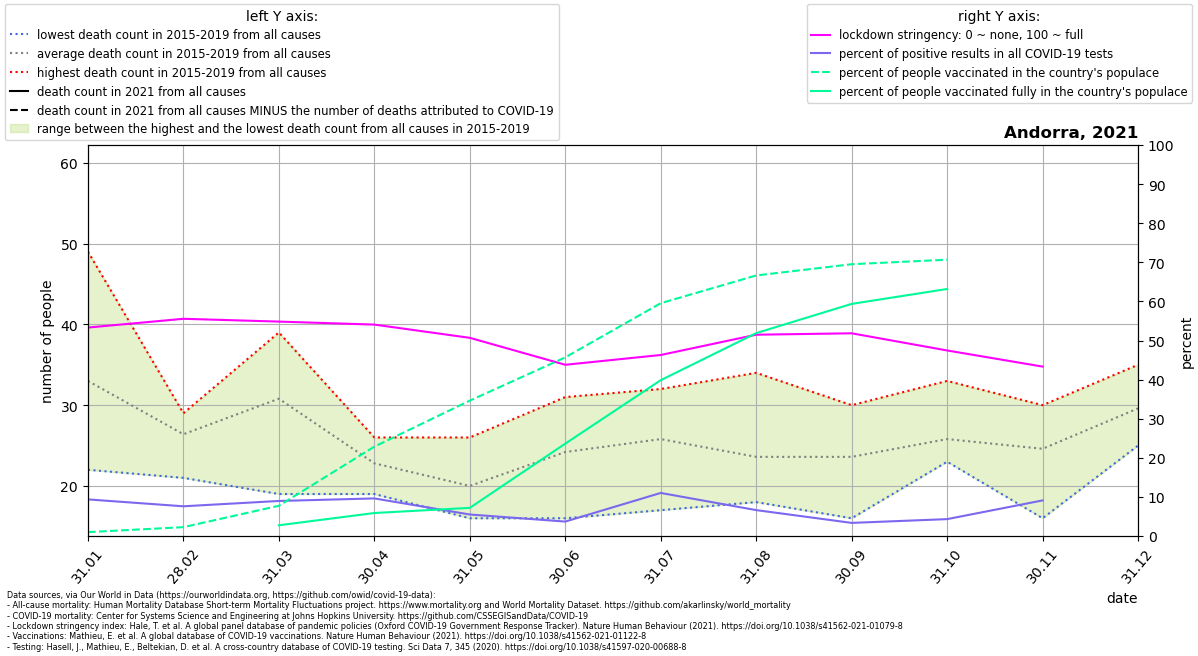 left Y axis:
lowest death count in 2015-2019 from all causes
average death count in 2015-2019 from all causes
highest death count in 2015-2019 from all causes
death count in 2021 from all causes
death count in 2021 from all causes MINUS the number of deaths attributed to COVID-19
range between the highest and the lowest death count from all causes in 2015-2019
right Y axis:
lockdown stringency: 0 ~ none, 100 ~ full
percent of positive results in all COVID-19 tests
percent of people vaccinated in the country's populace
percent of people vaccinated fully in the country's populace
Andorra, 2021
number of people
60
50
40
30
20
100
90
80
70
60
50
40
30
20
10
0
percent
31.01
28.02
31.03
30.04
31.05
30.06
31.07
31.08
30.09
31.10
30.11
31.12
date
Data sources, via Our World in Data (https://ourworldindata.org, https://github.com/owid/covid-19-data):
- All-cause mortality: Human Mortality Database Short-term Mortality Fluctuations project. https://www.mortality.org and World Mortality Dataset. https://github.com/akarlinsky/world_mortality
- COVID-19 mortality: Center for Systems Science and Engineering at Johns Hopkins University. https://github.com/CSSEGISandData/COVID-19
- Lockdown stringency index: Hale, T. et al. A global panel database of pandemic policies (Oxford COVID-19 Government Response Tracker). Nature Human Behaviour (2021). https://doi.org/10.1038/s41562-021-01079-8
- Vaccinations: Mathieu, E. et al. A global database of COVID-19 vaccinations. Nature Human Behaviour (2021). https://doi.org/10.1038/s41562-021-01122-8
- Testing: Hasell, J., Mathieu, E., Beltekian, D. et al. A cross-country database of COVID-19 testing. Sci Data 7, 345 (2020). https://doi.org/10.1038/s41597-020-00688-8